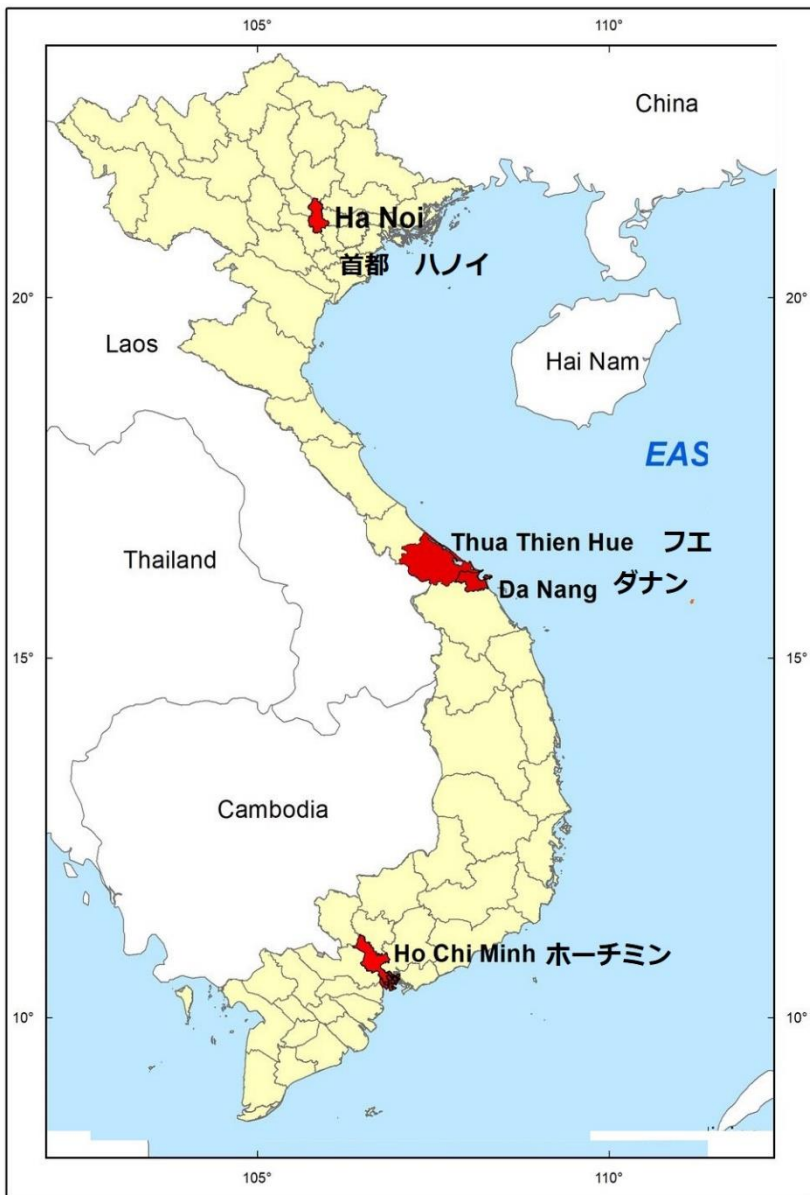 105°
110°
China
Ha Noi
首都　ハノイ
20°
20°
Laos
Hai Nam
EAS
Thua Thien Hue　フエ
Thailand
Da Nang　ダナン
15°
15°
Cambodia
Ho Chi Minh ホーチミン
10°
10°
105°
110°